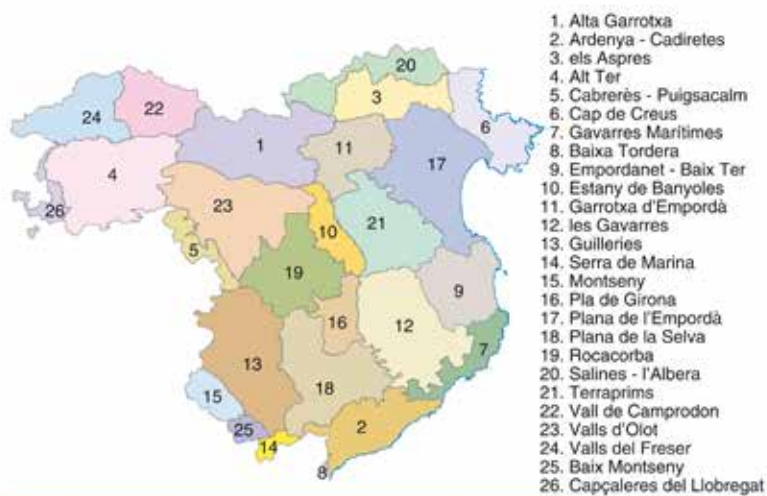 1. Alta Garrotxa
2. Ardenya - Cadiretes
3. els Aspres
4. Alt Ter
5. Cabrerès - Puigsacalm
6. Cap de Creus
7. Gavarres Marítimes
8. Baixa Tordera
9. Empordanet - Baix Ter
10. Estany de Banyoles
11. Garrotxa d'Empordà
12. les Gavarres
13. Guilleries
14. Serra de Marina
15. Montseny
16. Pla de Girona
17. Plana de l'Empordà
18. Plana de la Selva
19. Rocacorba
20. Salines - l'Albera
21. Terraprims
22. Vall de Camprodon
23. Valls d'Olot
24. Valls del Freser
25. Baix Montseny
26. Capçaleres del Llobregat
20
22
3
24
6
1
11
17
4
26
23
10
21
5
19
9
16
12
7
13
18
15
2
25
14
8